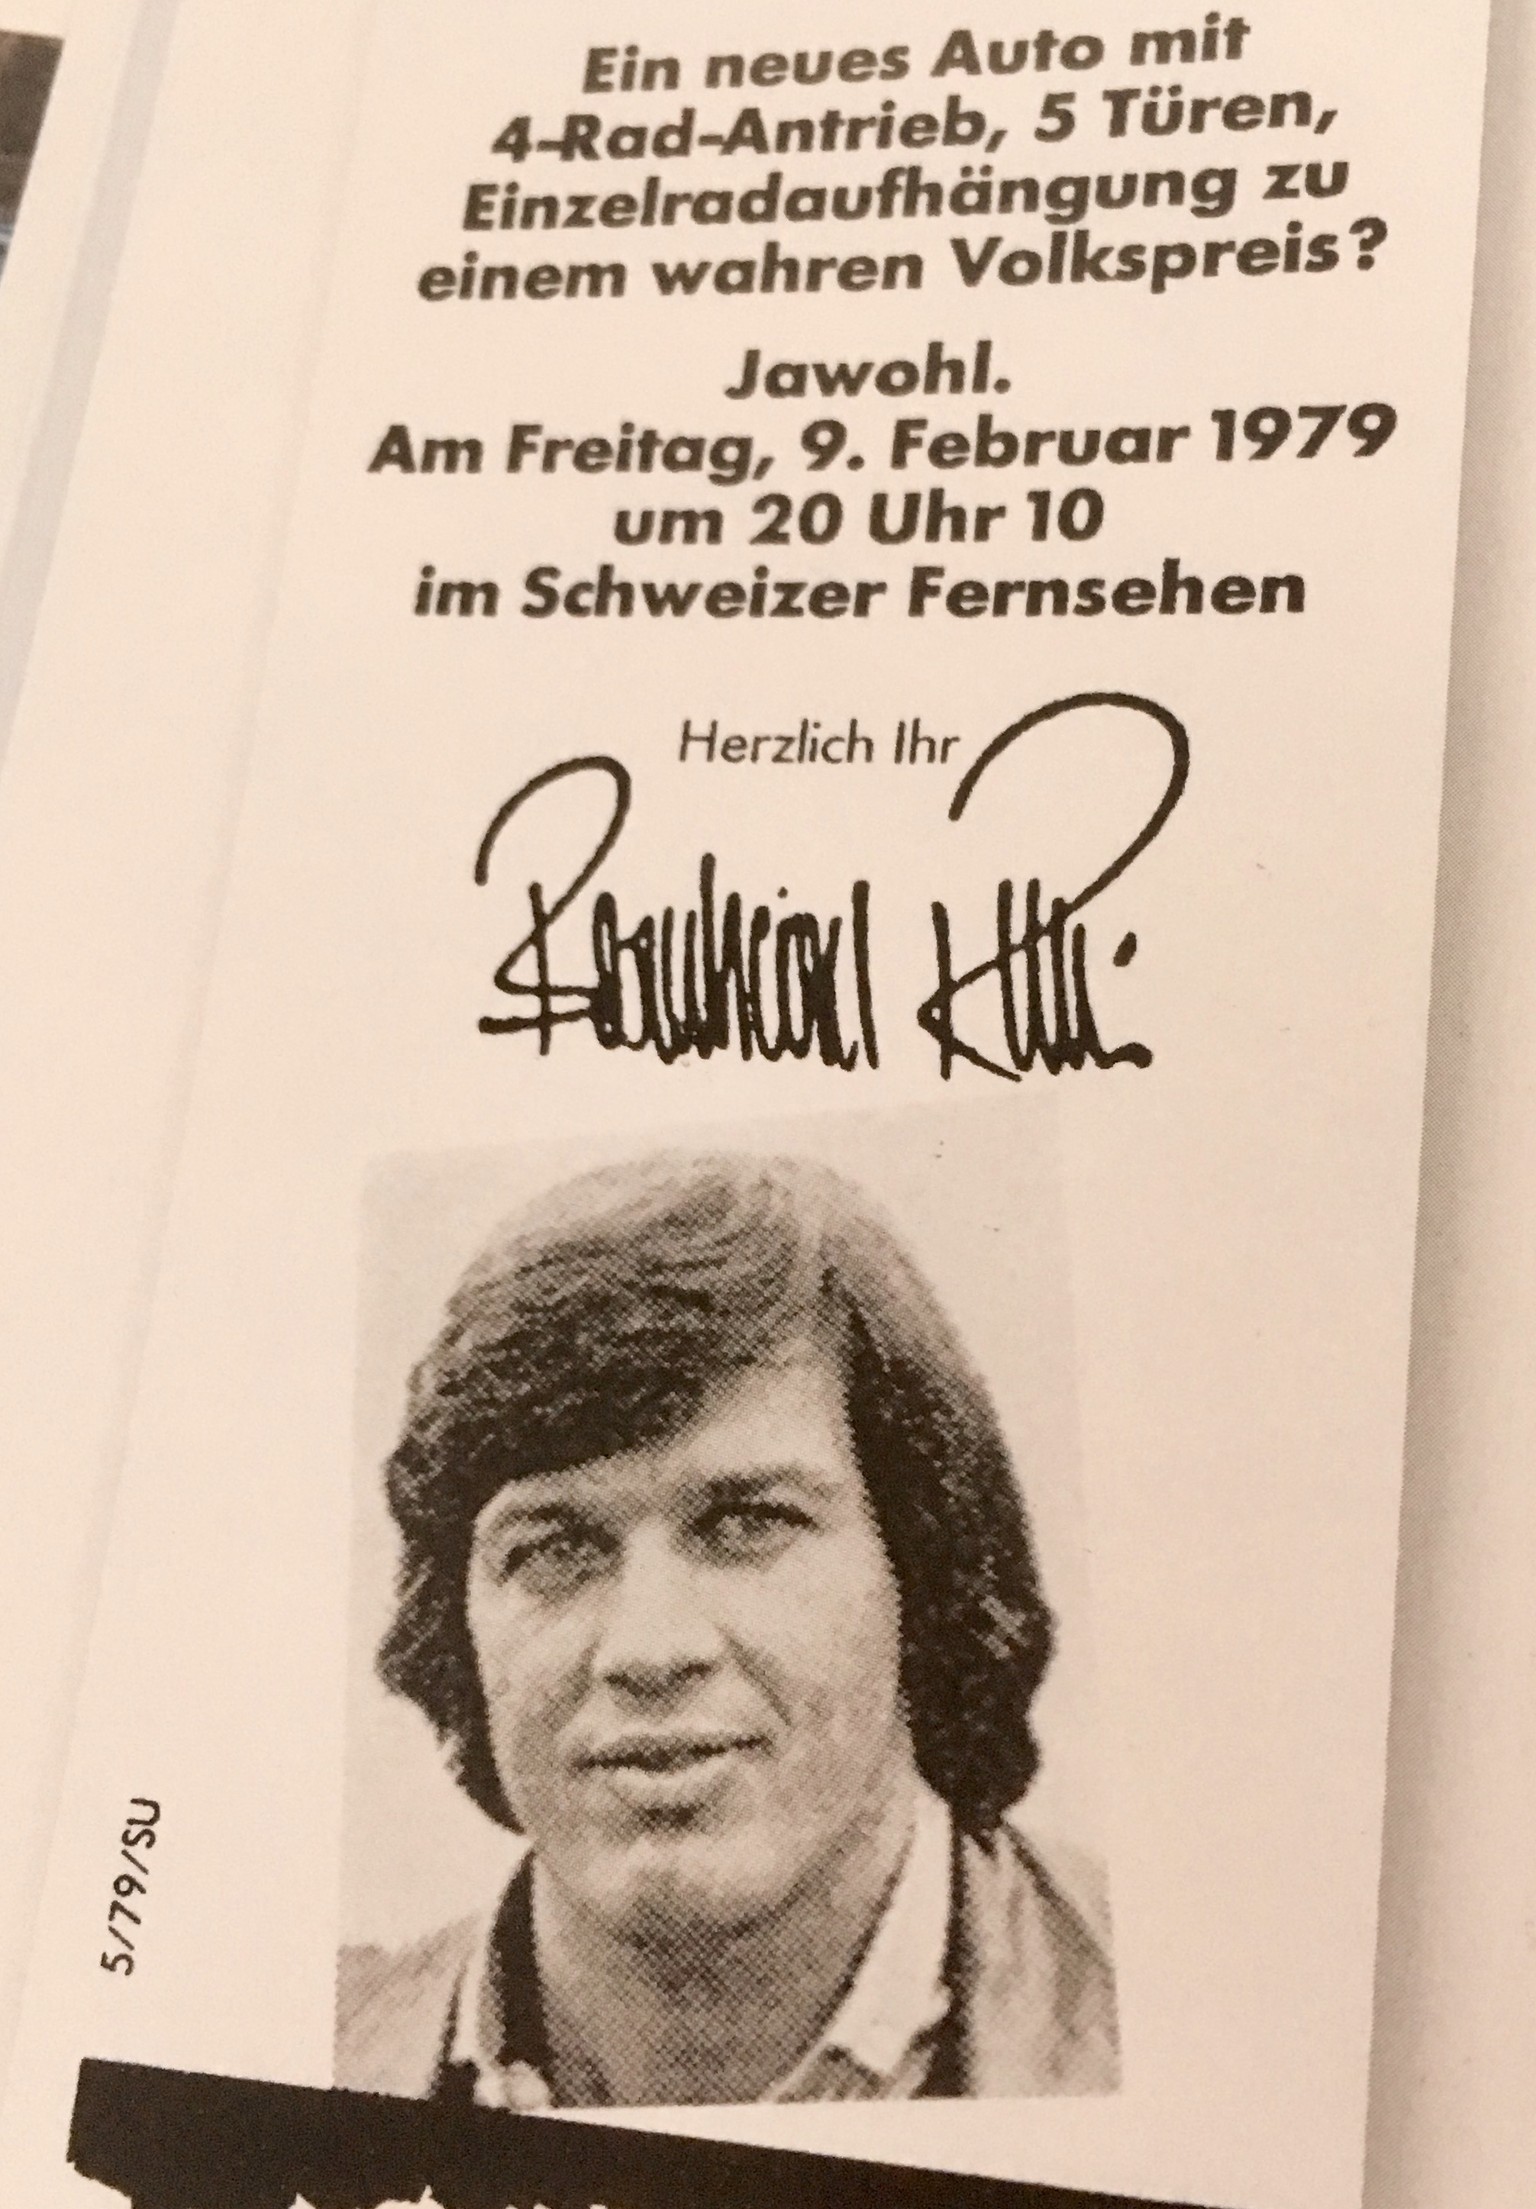 Ein neues Auto mit
4-Rad-Antrieb, 5 Türen,
Einzelradaufhängung zu
einem wahren Volkspreis?
Jawohl.
Am Freitag, 9. Februar 1979
um 20 Uhr 10
im Schweizer Fernsehen
Herzlich Ihr
5/79/SU